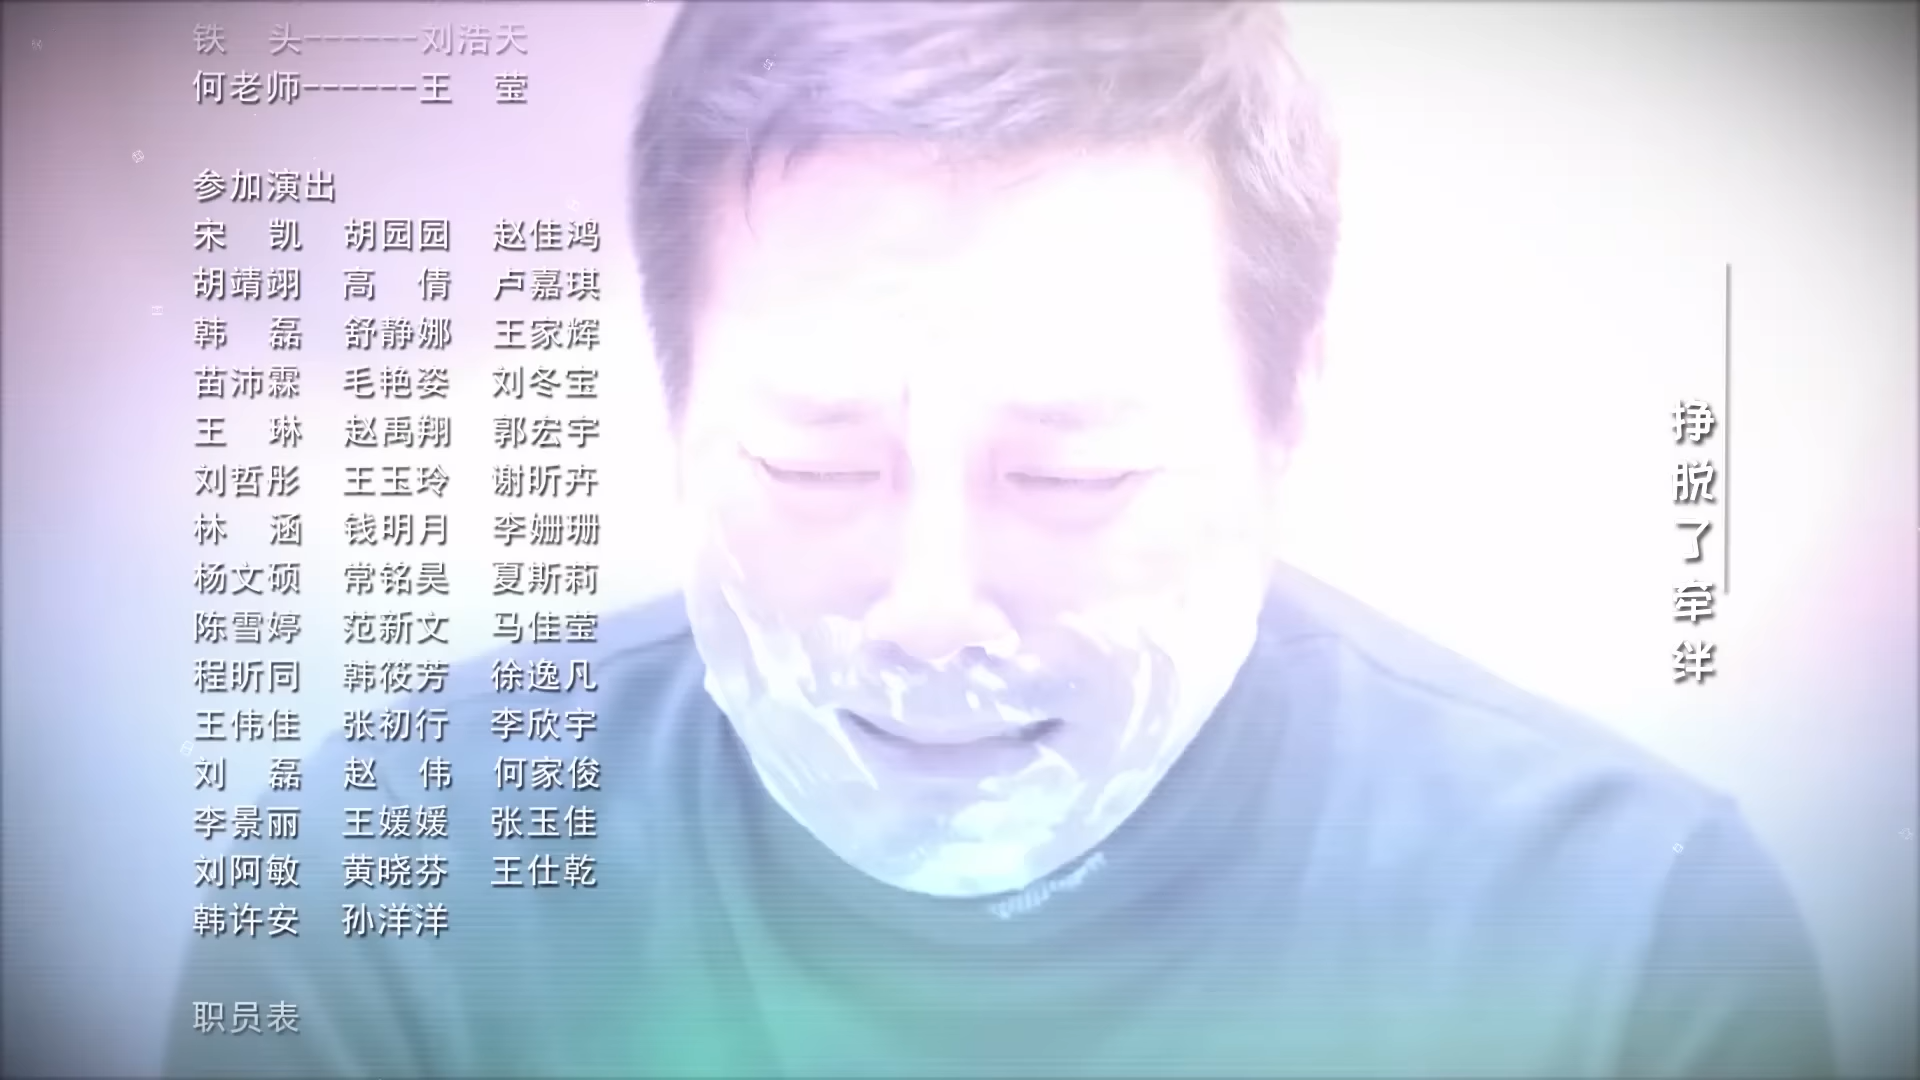 铁　头------刘浩天
何老师------王　莹
参加演出
宋　凯　胡园园　赵佳鸿
胡靖翊　高　倩　卢嘉琪
韩　磊　舒静娜　王家辉
苗沛霖　毛艳姿　刘冬宝
王　琳　赵禹翔　郭宏宇
刘哲彤　王玉玲　谢昕卉
林　涵　钱明月　李姗珊
杨文硕　常铭昊　夏斯莉
陈雪婷　范新文　马佳莹
程昕同　韩筱芳　徐逸凡
王伟佳　张初行　李欣宇
刘　磊　赵　伟　何家俊
李景丽　王媛媛　张玉佳
刘阿敏　黄晓芬　王仕乾
韩许安　孙洋洋
职员表
挣脱了牵绊